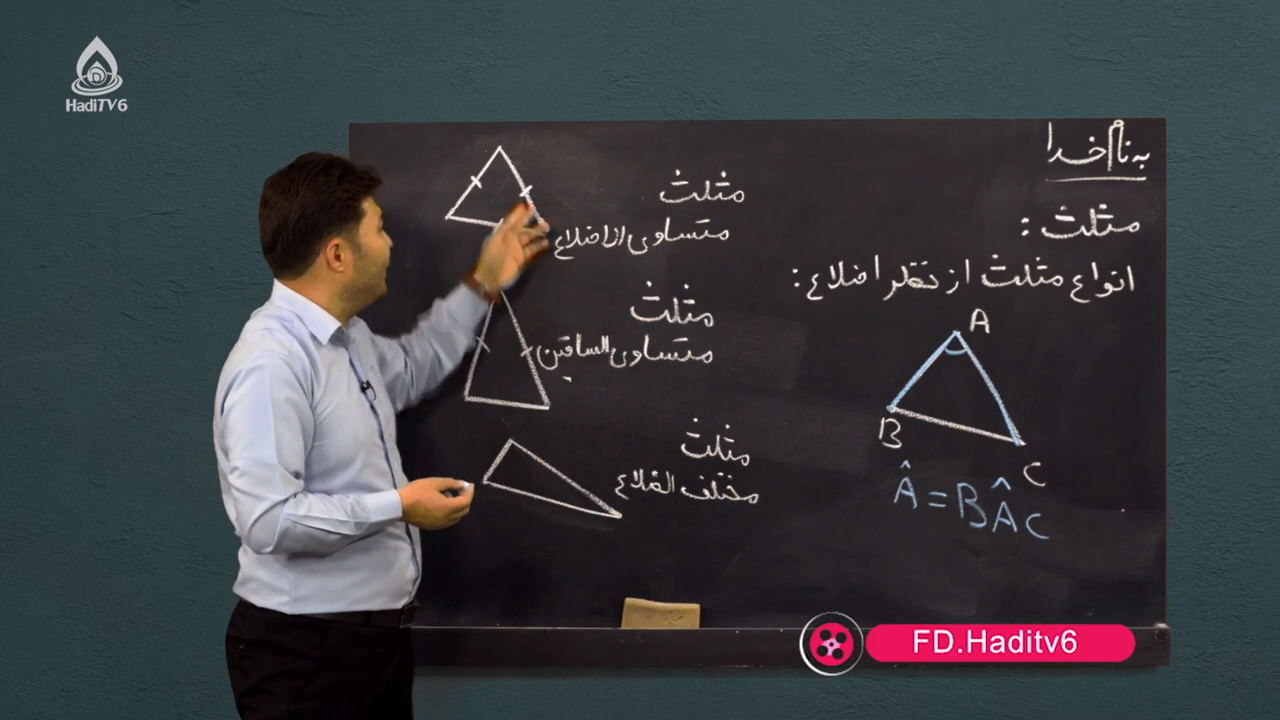 HadiTV6
به نام خدا
مثلث :
انواع مثلث از نظر اضلاع :
A
B
C
Â = BÂC
مثلث
متساوی الاضلاع
مثلث
متساوی الساقین
مثلث
مختلف الضلاع
FD.Haditv6